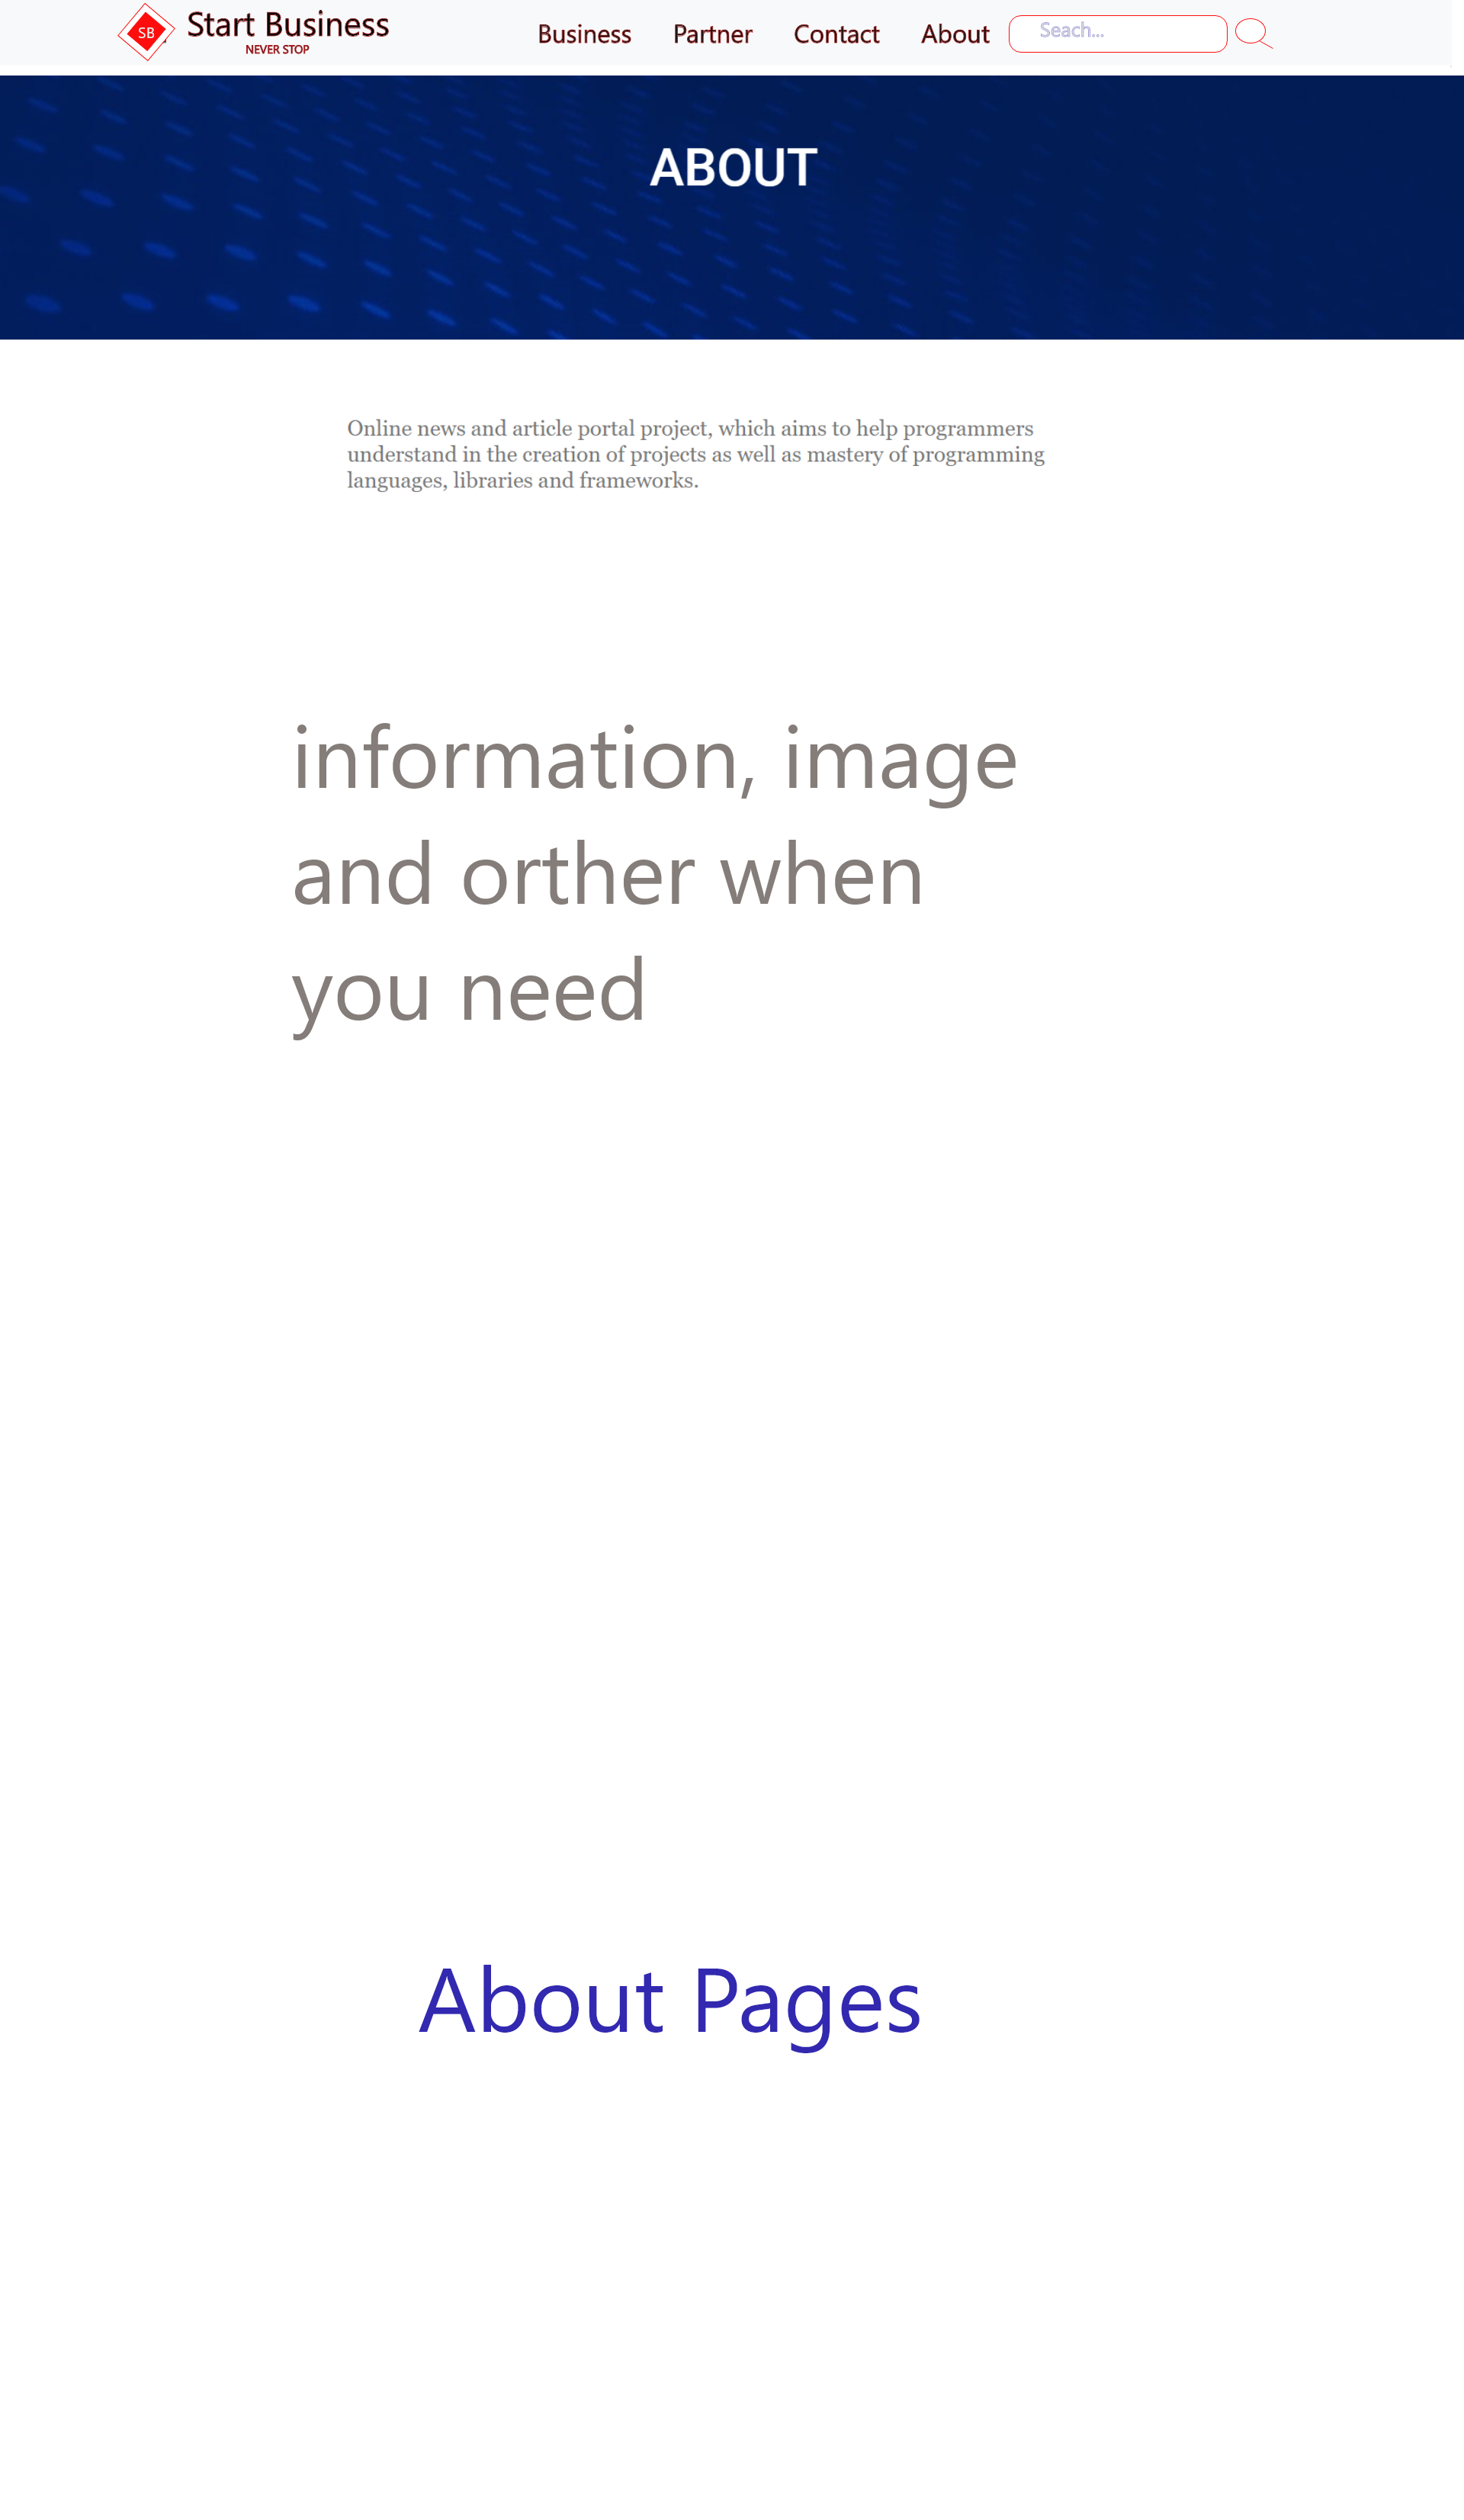 SB
Start Business
NEVER STOP
Business Partner Contact About Seach...
ABOUT
Online news and article portal project, which aims to help programmers
understand in the creation of projects as well as mastery of programming
languages, libraries and frameworks.
information, image
and orther when
you need
About Pages